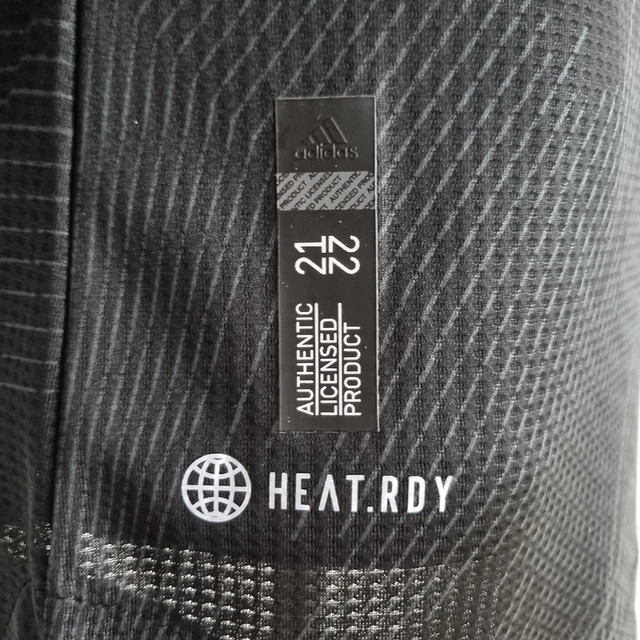 adidas
AUTHENTIC LICENSED PRODUCT
21
22
AUTHENTIC
LICENSED
PRODUCT
HEAT.RDY